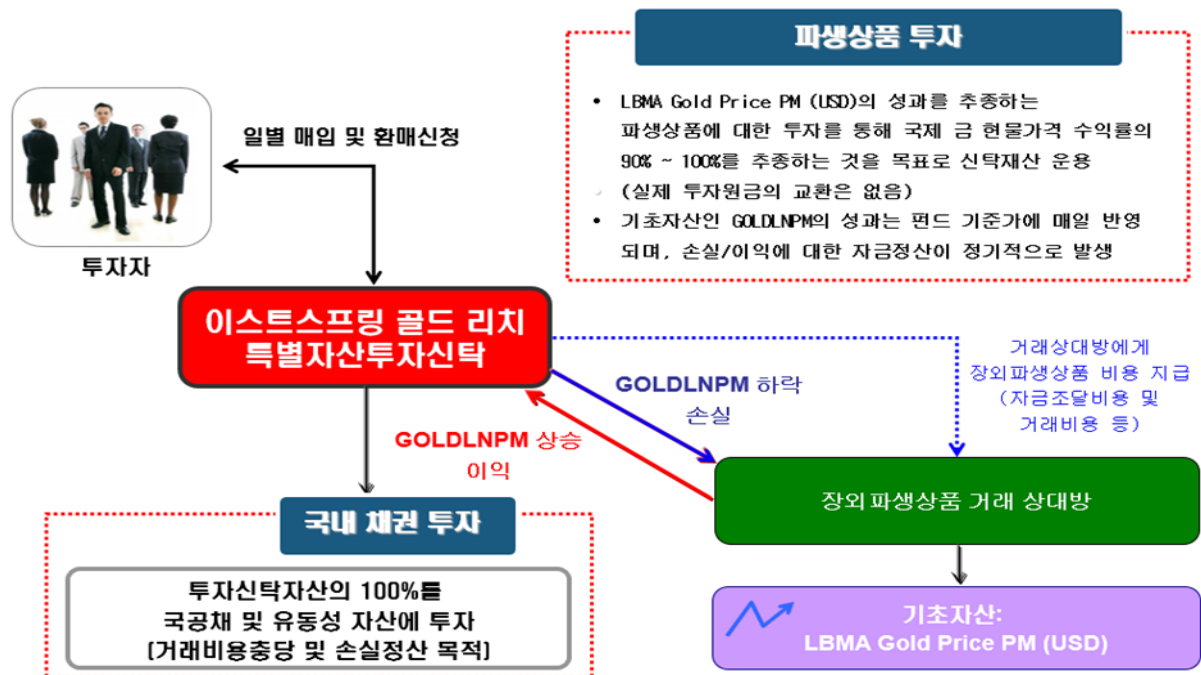 파생상품 투자
• LBMA Gold Price PM (USD)의 성과를 추종하는
파생상품에 대한 투자를 통해 국제 금 현물가격 수익률의
90% ~ 100%를 추종하는 것을 목표로 신탁재산 운용
(실제 투자원금의 교환은 없음)
• 기초자산인 GOLDLNPM의 성과는 펀드 기준가에 매일 반영
되며, 손실/이익에 대한 자금정산이 정기적으로 발생
일별 매입 및 환매신청
투자자
이스트스프링 골드 리치
특별자산투자신탁
GOLDLNPM 하락
손실
GOLDLNPM 상승
이익
거래상대방에게
장외파생상품 비용 지급
(자금조달비용 및
거래비용 등)
장외파생상품 거래 상대방
기초자산:
LBMA Gold Price PM (USD)
국내 채권 투자
투자신탁자산의 100%를
국공채 및 유동성 자산에 투자
(거래비용충당 및 손실정산 목적)